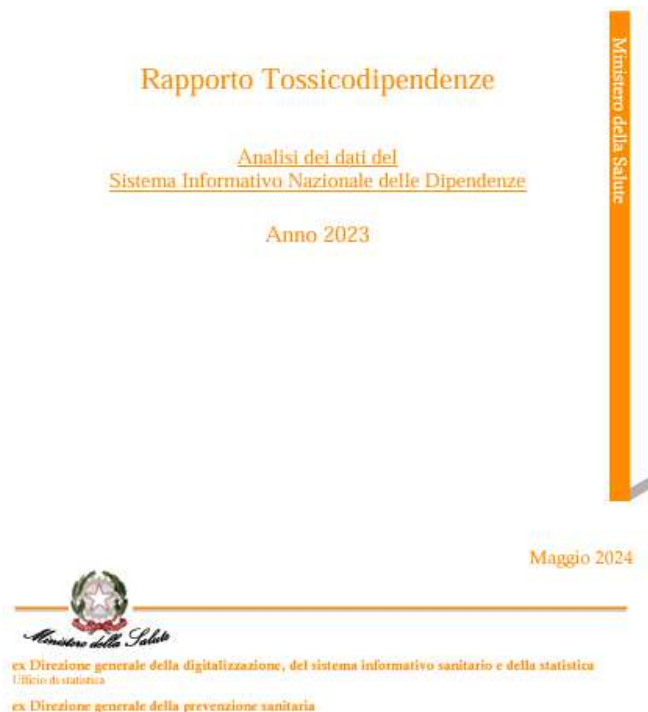 Ministero della Salute
Rapporto Tossicodipendenze
Analisi dei dati del
Sistema Informativo Nazionale delle Dipendenze
Anno 2023
Maggio 2024
Ministero della Salute
ex Direzione generale della digitalizzazione, del sistema informativo sanitario e della statistica
Ufficio di statistica
ex Direzione generale della prevenzione sanitaria